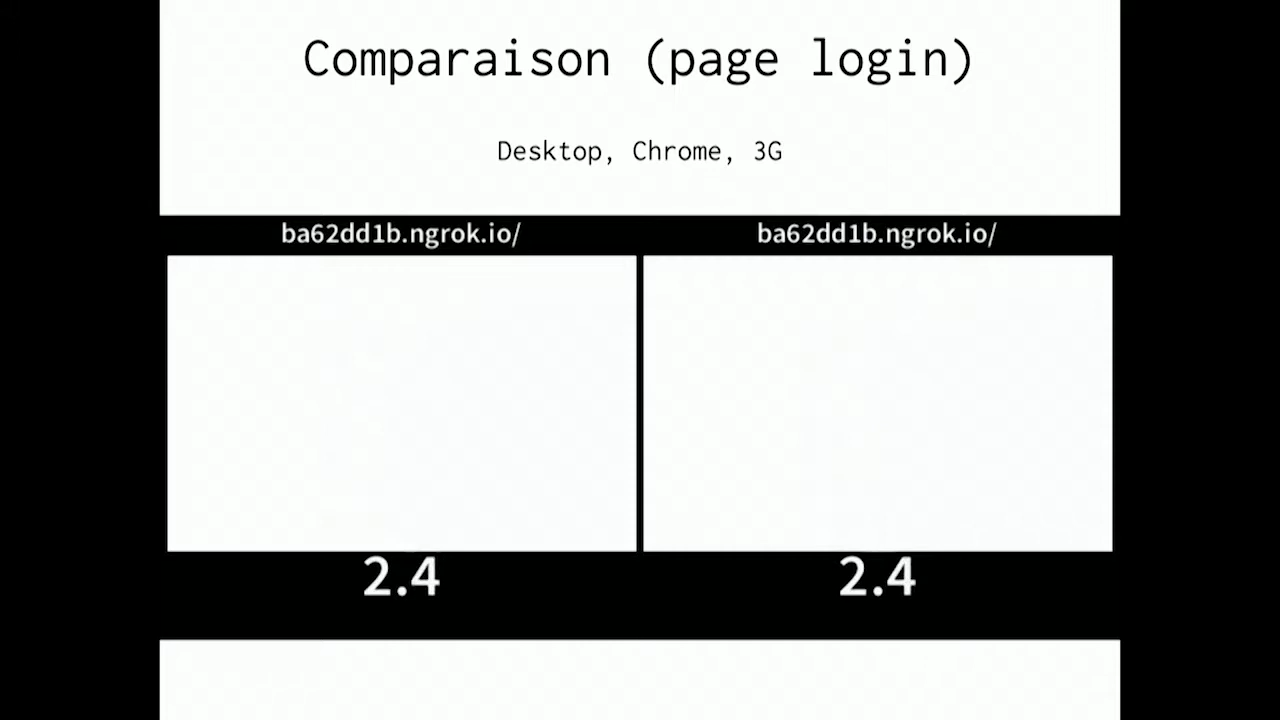 Comparaison (page login)
Desktop, Chrome, 3G
ba62dd1b.ngrok.io/
ba62dd1b.ngrok.io/
2.4
2.4